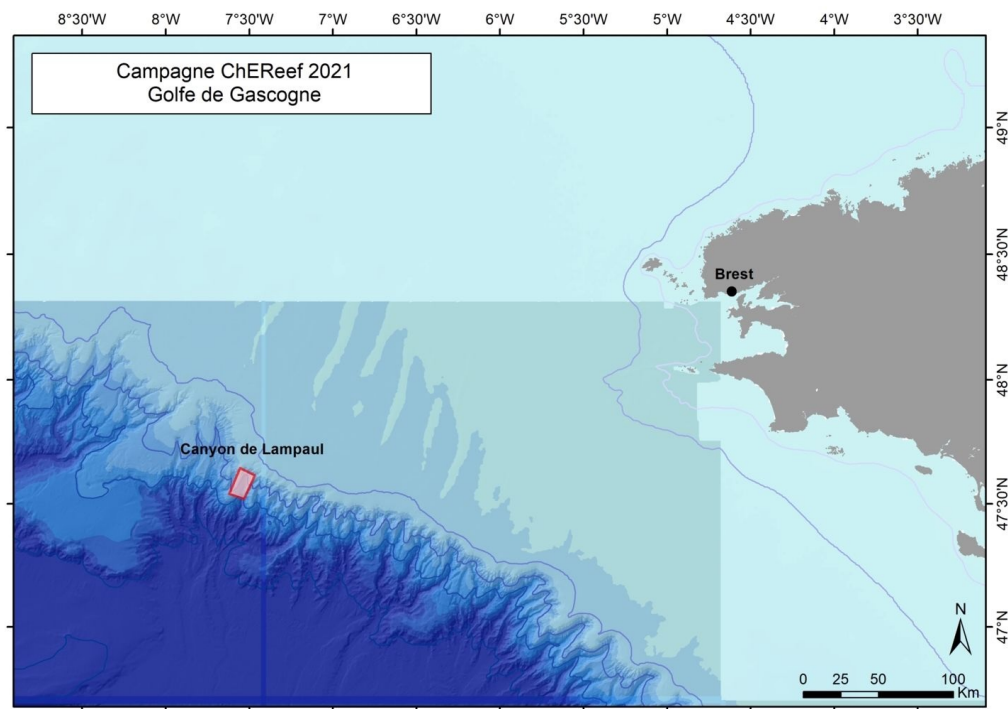 8°30'W 8°W 7°30'W 7°W 6°30'W 6°W 5°30'W 5°W 4°30'W 4°W 3°30'W
Campagne ChEReef 2021
Golfe de Gascogne
49°N
48°30'N
Brest
48°N
Canyon de Lampaul
47°30'N
47°N
N
0 25 50 100
Km